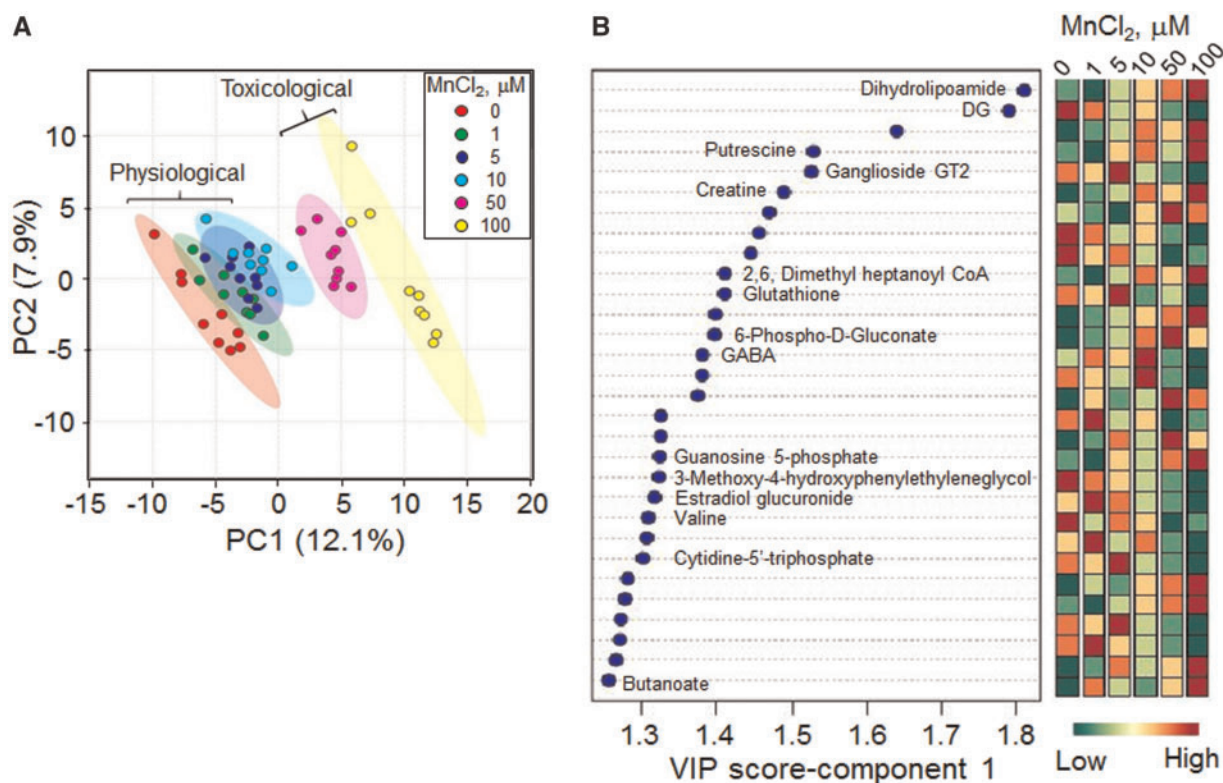 A
Toxicological
Physiological
MnCl₂, μM
0
1
5
10
50
100
10
5
0
-5
-10
PC2 (7.9%)
-15 -10 -5 0 5 10 15 20
PC1 (12.1%)
B
MnCl₂, μM
0 1 5 10 50 100
Dihydrolipoamide
DG
Putrescine
Ganglioside GT2
Creatine
2,6, Dimethyl heptanoyl CoA
Glutathione
6-Phospho-D-Gluconate
GABA
Guanosine 5-phosphate
3-Methoxy-4-hydroxyphenylethyleneglycol
Estradiol glucuronide
Valine
Cytidine-5'-triphosphate
Butanoate
1.3 1.4 1.5 1.6 1.7 1.8
VIP score-component 1
Low High